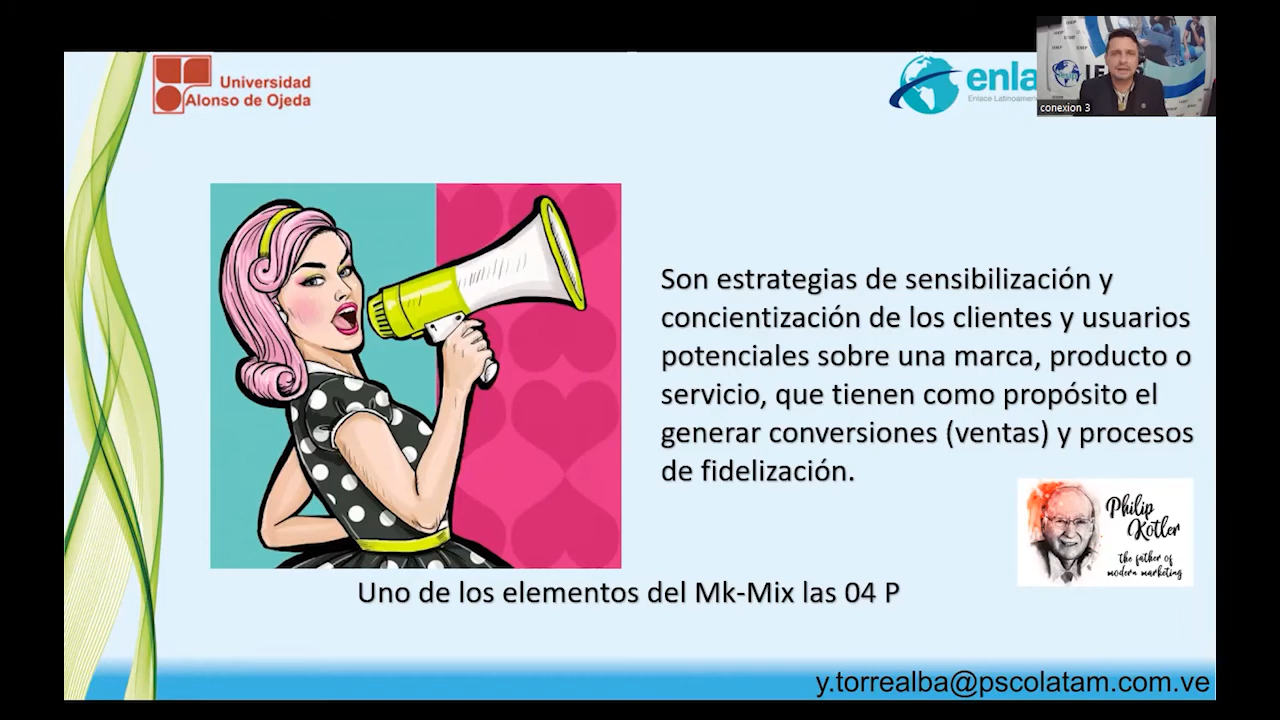 Universidad
Alonso de Ojeda
enla
Enlace Latinoamer
conexion 3
Son estrategias de sensibilización y
concientización de los clientes y usuarios
potenciales sobre una marca, producto o
servicio, que tienen como propósito el
generar conversiones (ventas) y procesos
de fidelización.
Philip
Kotler
the father of
modern marketing
Uno de los elementos del Mk-Mix las 04 P
y.torrealba@pscolatam.com.ve